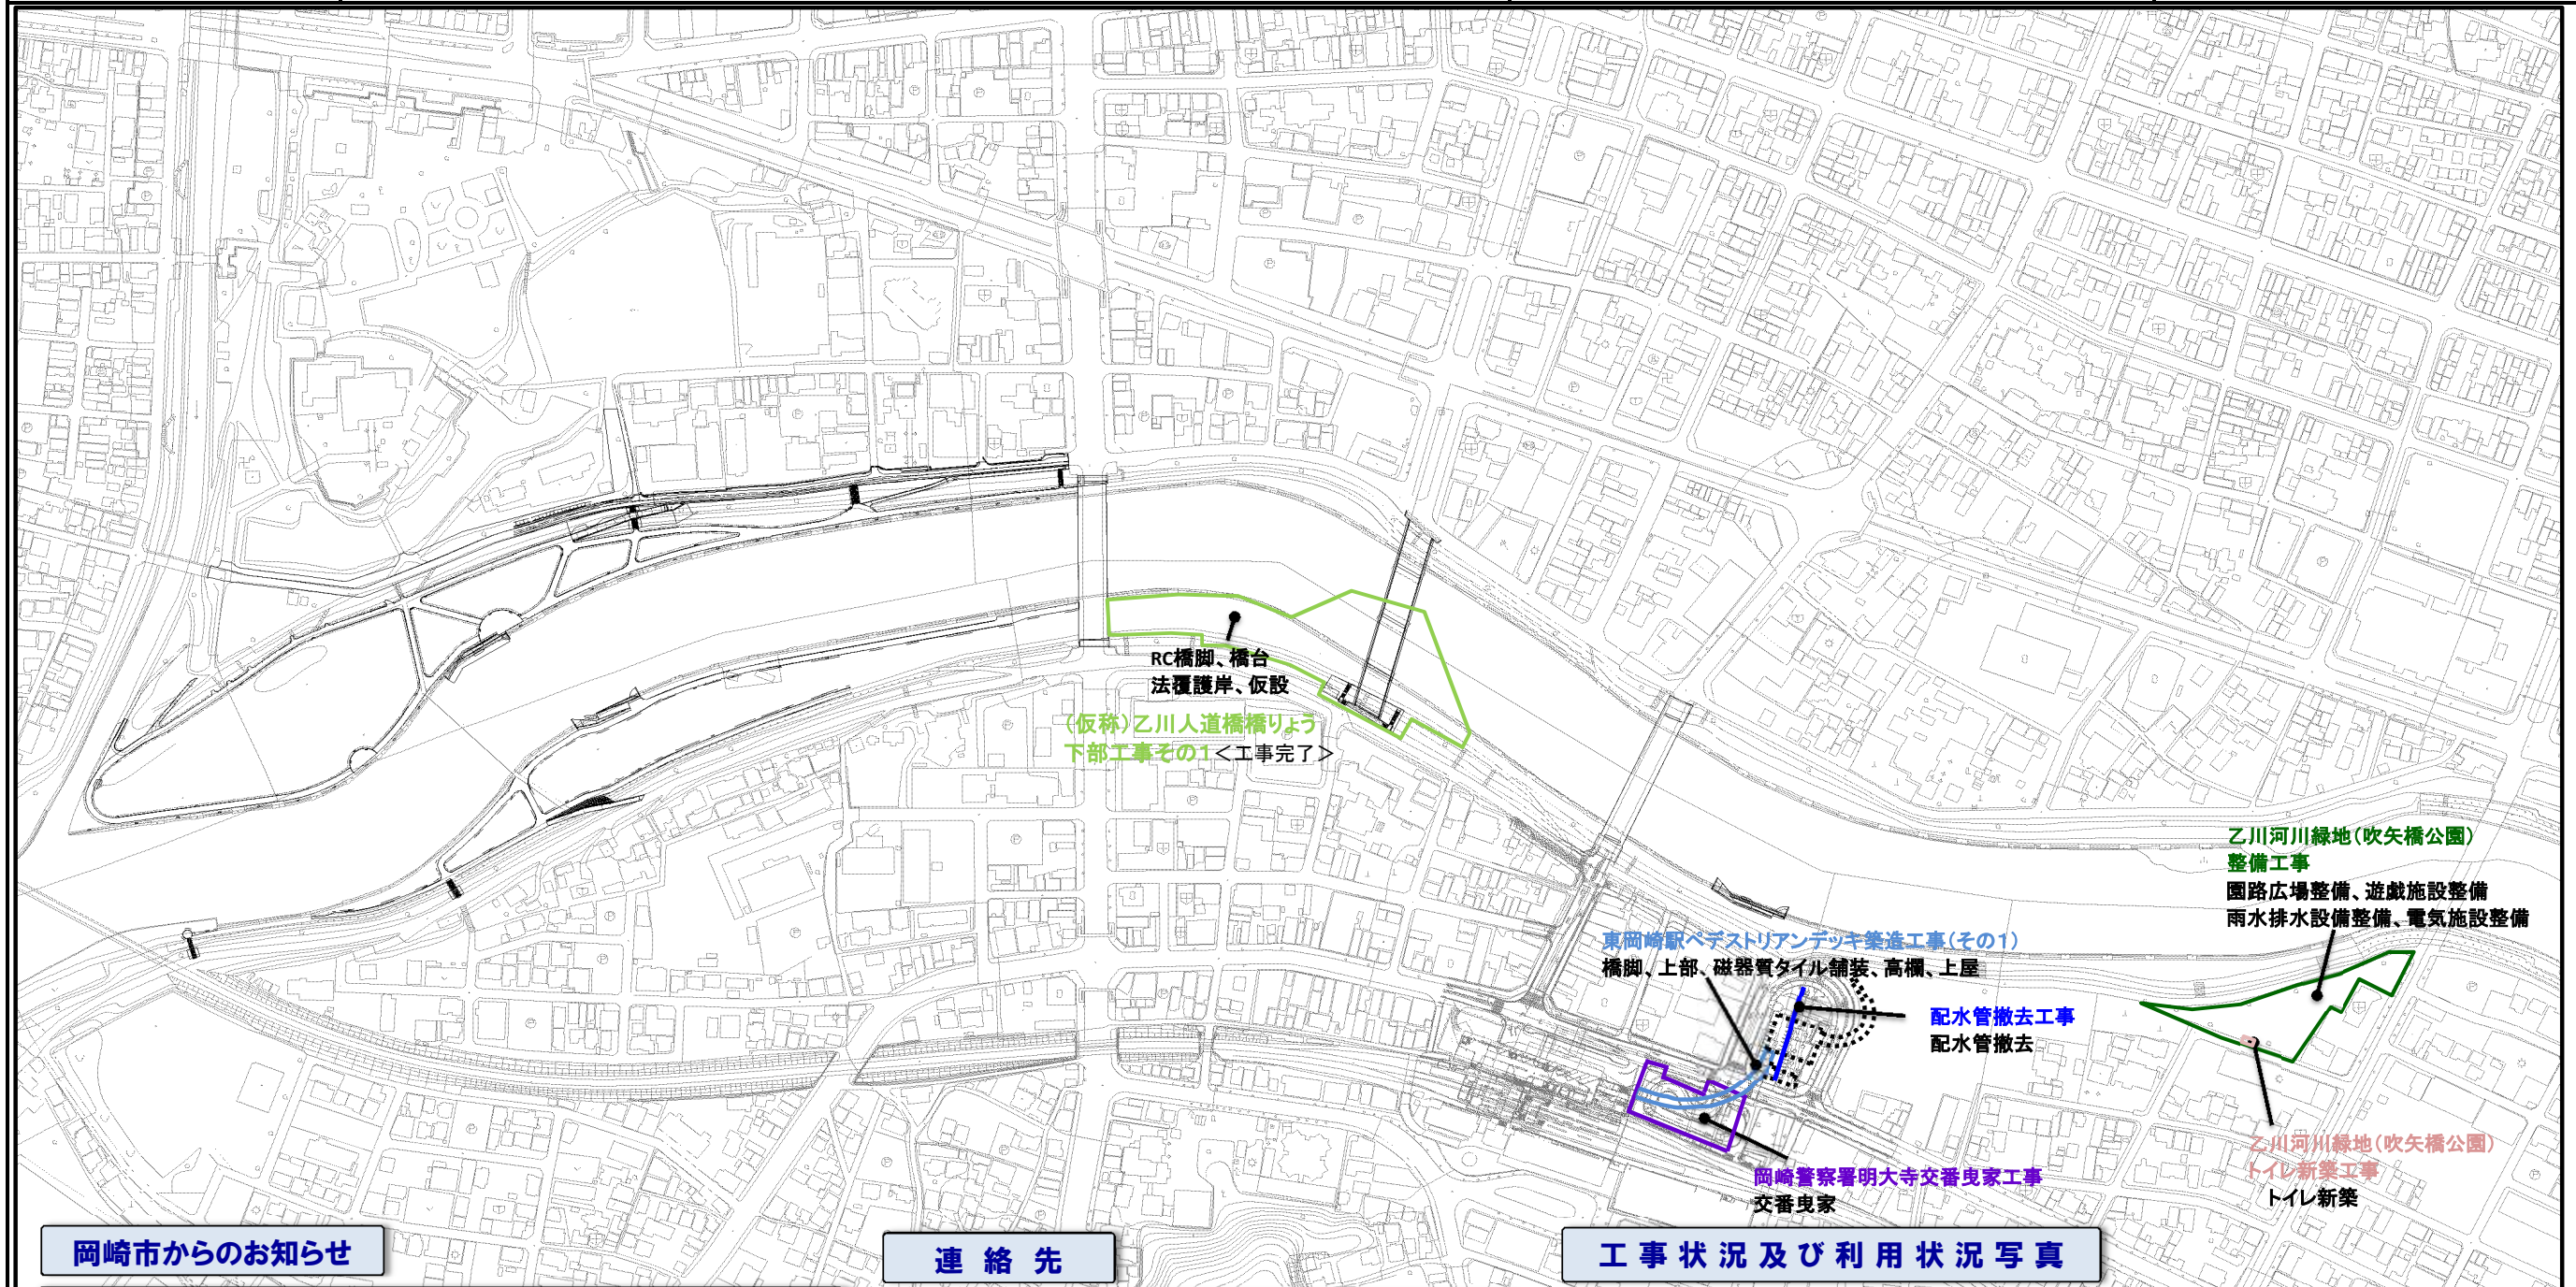 RC橋脚、橋台
法覆護岸、仮設
(仮称)乙川人道橋橋りょう
下部工事その1<工事完了>
乙川河川緑地(吹矢橋公園)
整備工事
園路広場整備、遊戯施設整備
雨水排水設備整備、電気施設整備
東岡崎駅ペデストリアンデッキ築造工事(その1)
橋脚、上部、磁器質タイル舗装、高欄、上屋
配水管撤去工事
配水管撤去
乙川河川緑地(吹矢橋公園)
トイレ新築工事
トイレ新築
岡崎警察署明大寺交番曳家工事
交番曳家
岡崎市からのお知らせ
連絡先
工事状況及び利用状況写真